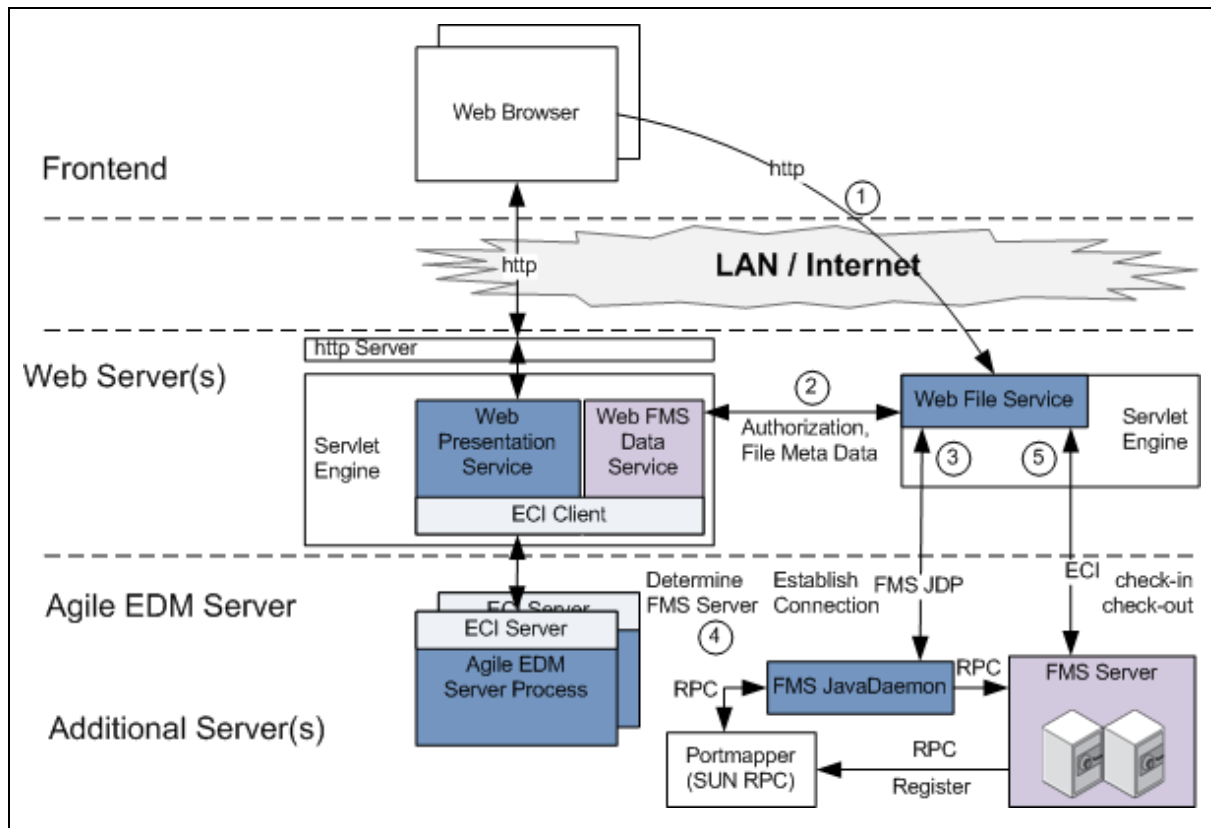 Web Browser
Frontend
http
1
LAN / Internet
http
Web Server(s)
http Server
Servlet
Engine
Web
Presentation
Service
Web FMS
Data
Service
ECI Client
2
Authorization,
File Meta Data
Web File Service
Servlet
Engine
3
5
Agile EDM Server
ECI Server
ECI Server
Agile EDM
Server Process
Determine
FMS Server
4
Establish
Connection
FMS JDP
ECI
check-in
check-out
Additional Server(s)
RPC
FMS JavaDaemon
RPC
FMS Server
Portmapper
(SUN RPC)
RPC
Register